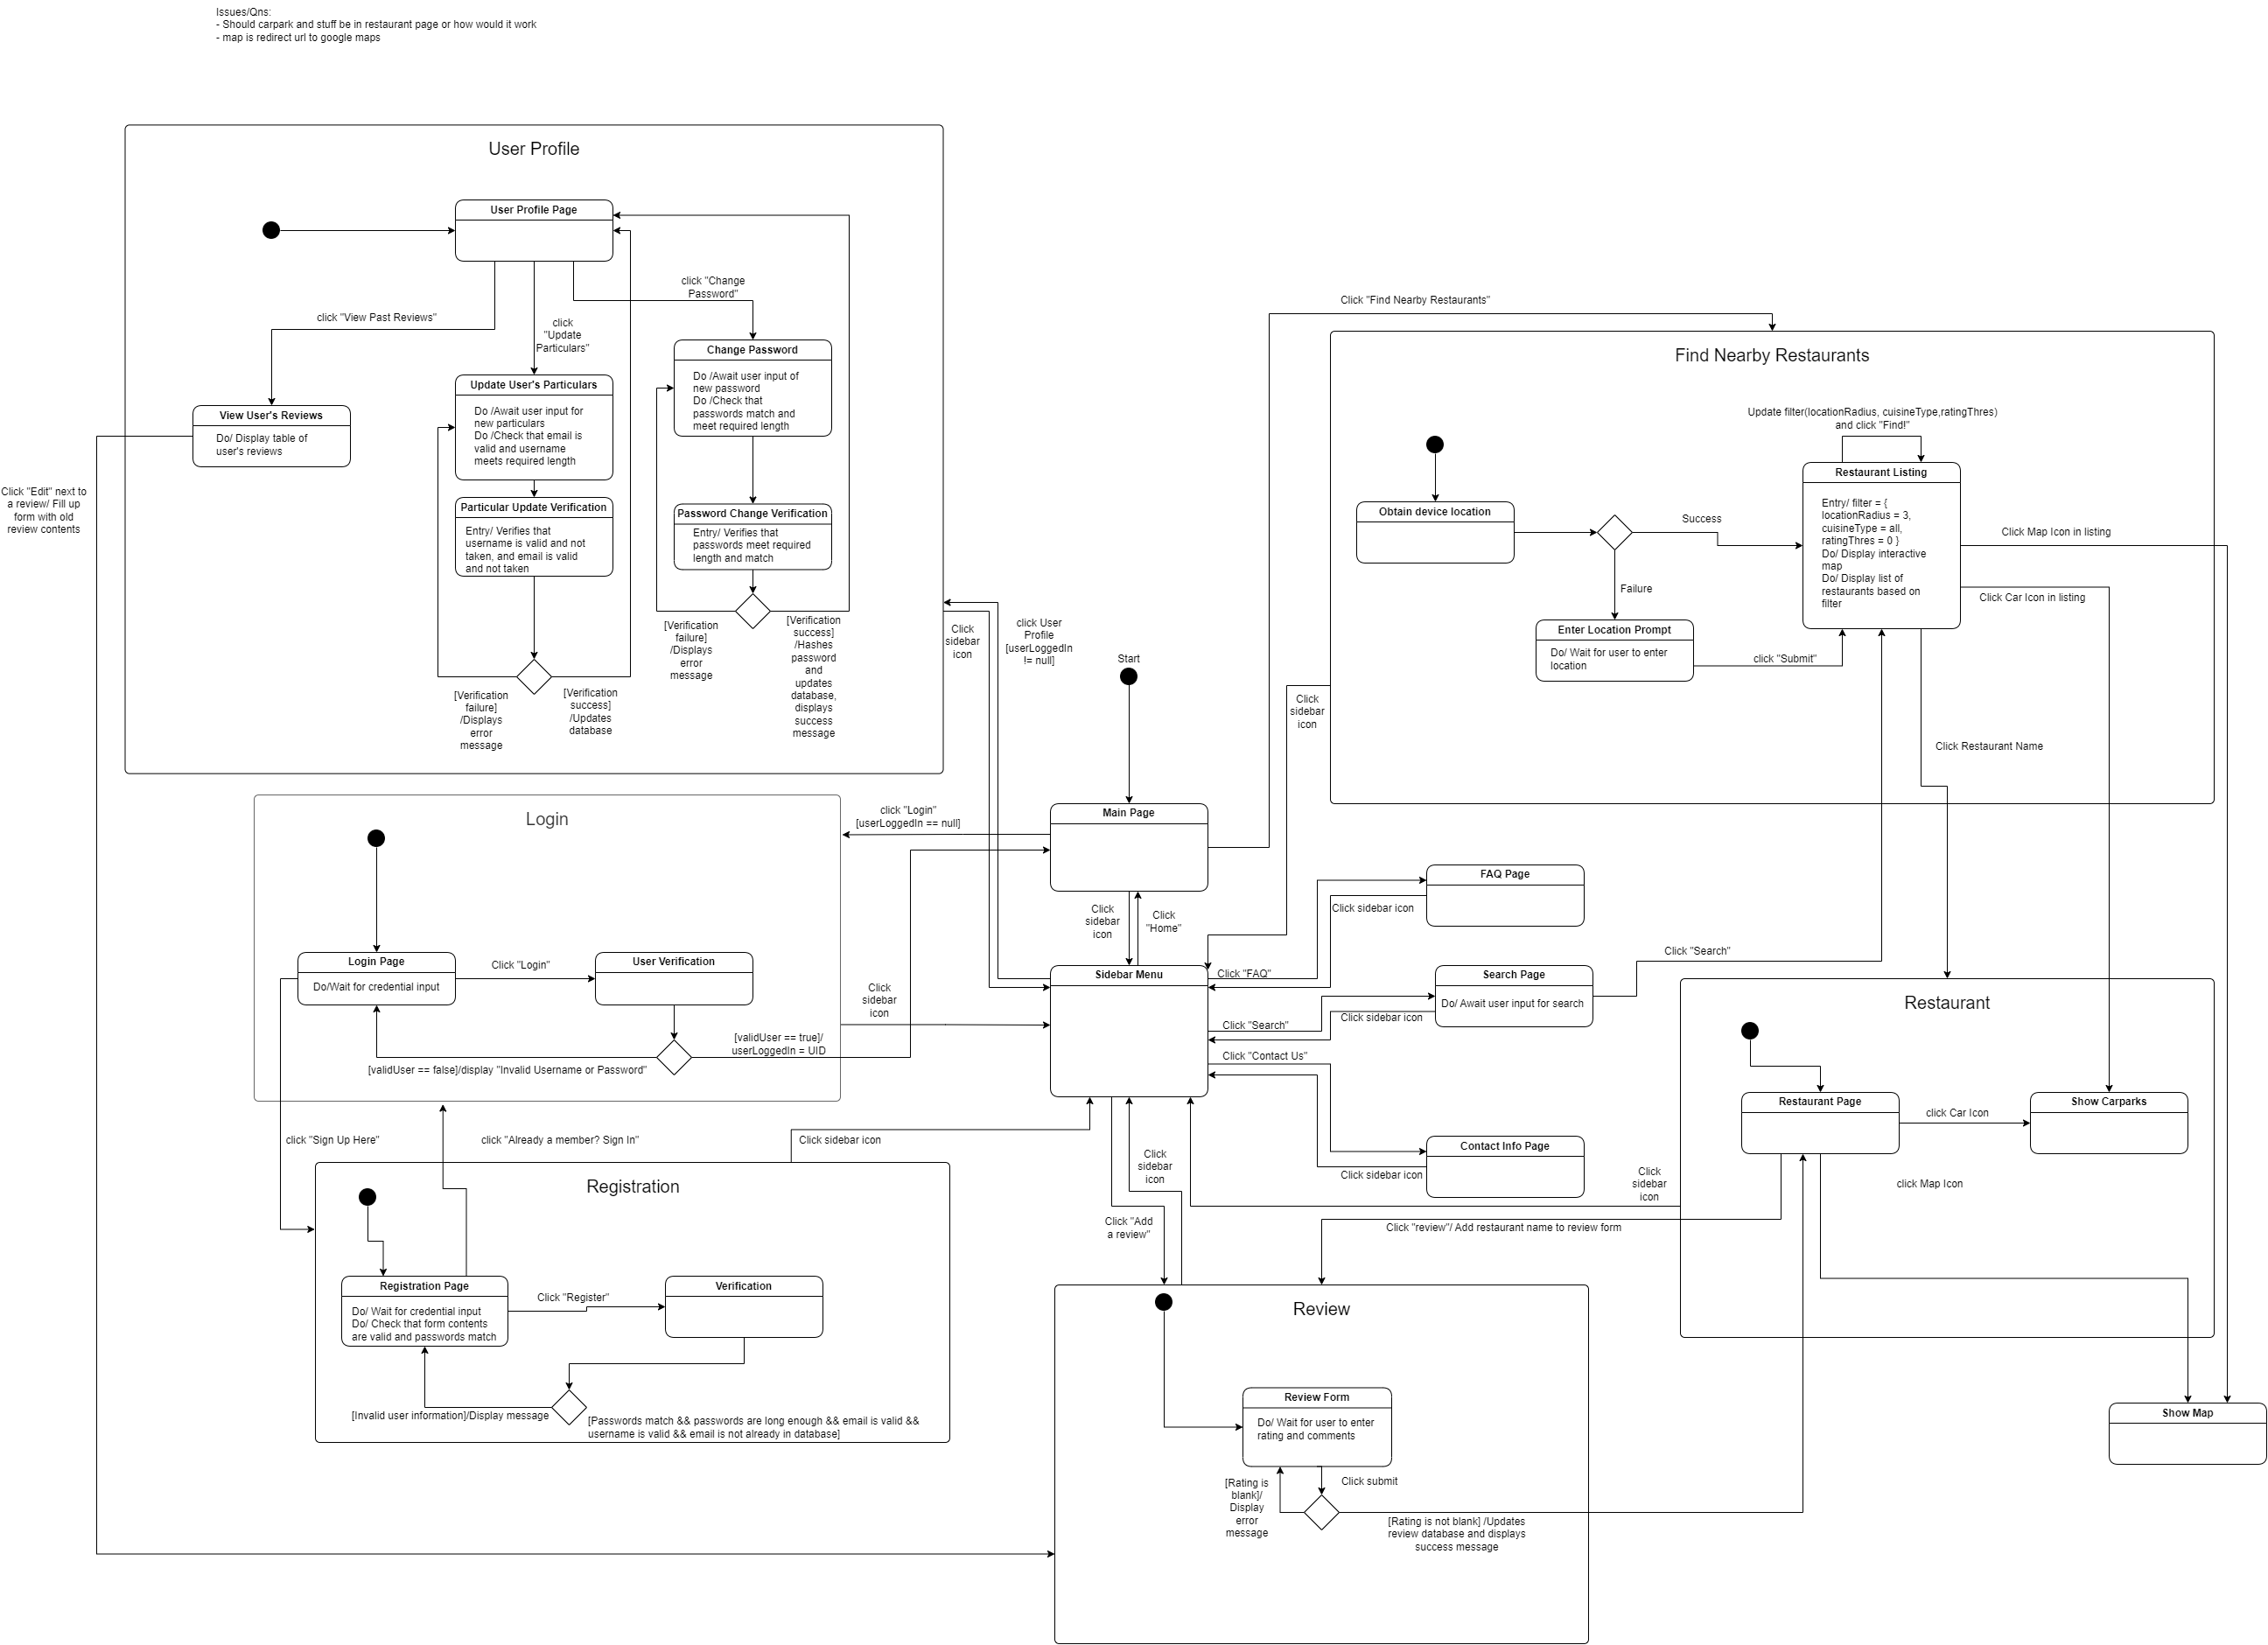 Issues/Qns:
- Should carpark and stuff be in restaurant page or how would it work
- map is redirect url to google maps
User Profile
User Profile Page
click "Change
Password"
click "View Past Reviews"
click
"Update
Particulars"
Change Password
Do /Await user input of
new password
Do /Check that
passwords match and
meet required length
Update User's Particulars
Do /Await user input for
new particulars
Do /Check that email is
valid and username
meets required length
View User's Reviews
Do/ Display table of
user's reviews
Click "Edit" next to
a review/ Fill up
form with old
review contents
Particular Update Verification
Entry/ Verifies that
username is valid and not
taken, and email is valid
and not taken
Password Change Verification
Entry/ Verifies that
passwords meet required
length and match
[Verification
failure]
/Displays
error
message
[Verification
success]
/Hashes
password
and
updates
database,
displays
success
message
[Verification
failure]
/Displays
error
message
[Verification
success]
/Updates
database
Click
sidebar
icon
click User
Profile
[userLoggedIn
!= null]
Start
Click "Find Nearby Restaurants"
Find Nearby Restaurants
Update filter(locationRadius, cuisineType,ratingThres)
and click "Find!"
Restaurant Listing
Entry/ filter = {
locationRadius = 3,
cuisineType = all,
ratingThres = 0 }
Do/ Display interactive
map
Do/ Display list of
restaurants based on
filter
Obtain device location
Success
Failure
Click Map Icon in listing
Click Car Icon in listing
Enter Location Prompt
Do/ Wait for user to enter
location
click "Submit"
Click
sidebar
icon
Click Restaurant Name
Login
click "Login"
[userLoggedIn == null]
Main Page
Click
sidebar
icon
Click
"Home"
FAQ Page
Click sidebar icon
Login Page
Do/Wait for credential input
Click "Login"
User Verification
Click
sidebar
icon
Sidebar Menu
Click "FAQ"
Search Page
Do/ Await user input for search
Click "Search"
Click "Search"
Click sidebar icon
Click "Contact Us"
[validUser == true]/
userLoggedIn = UID
[validUser == false]/display "Invalid Username or Password"
Restaurant
Restaurant Page
click Car Icon
Show Carparks
click "Sign Up Here"
click "Already a member? Sign In"
Click sidebar icon
Click
sidebar
icon
Contact Info Page
Click sidebar icon
Click
sidebar
icon
click Map Icon
Registration
Click "Add
a review"
Click "review"/ Add restaurant name to review form
Registration Page
Do/ Wait for credential input
Do/ Check that form contents
are valid and passwords match
Click "Register"
Verification
[Invalid user information]/Display message
[Passwords match && passwords are long enough && email is valid &&
username is valid && email is not already in database]
Review
Review Form
Do/ Wait for user to enter
rating and comments
Click submit
[Rating is
blank]/
Display
error
message
[Rating is not blank] /Updates
review database and displays
success message
Show Map